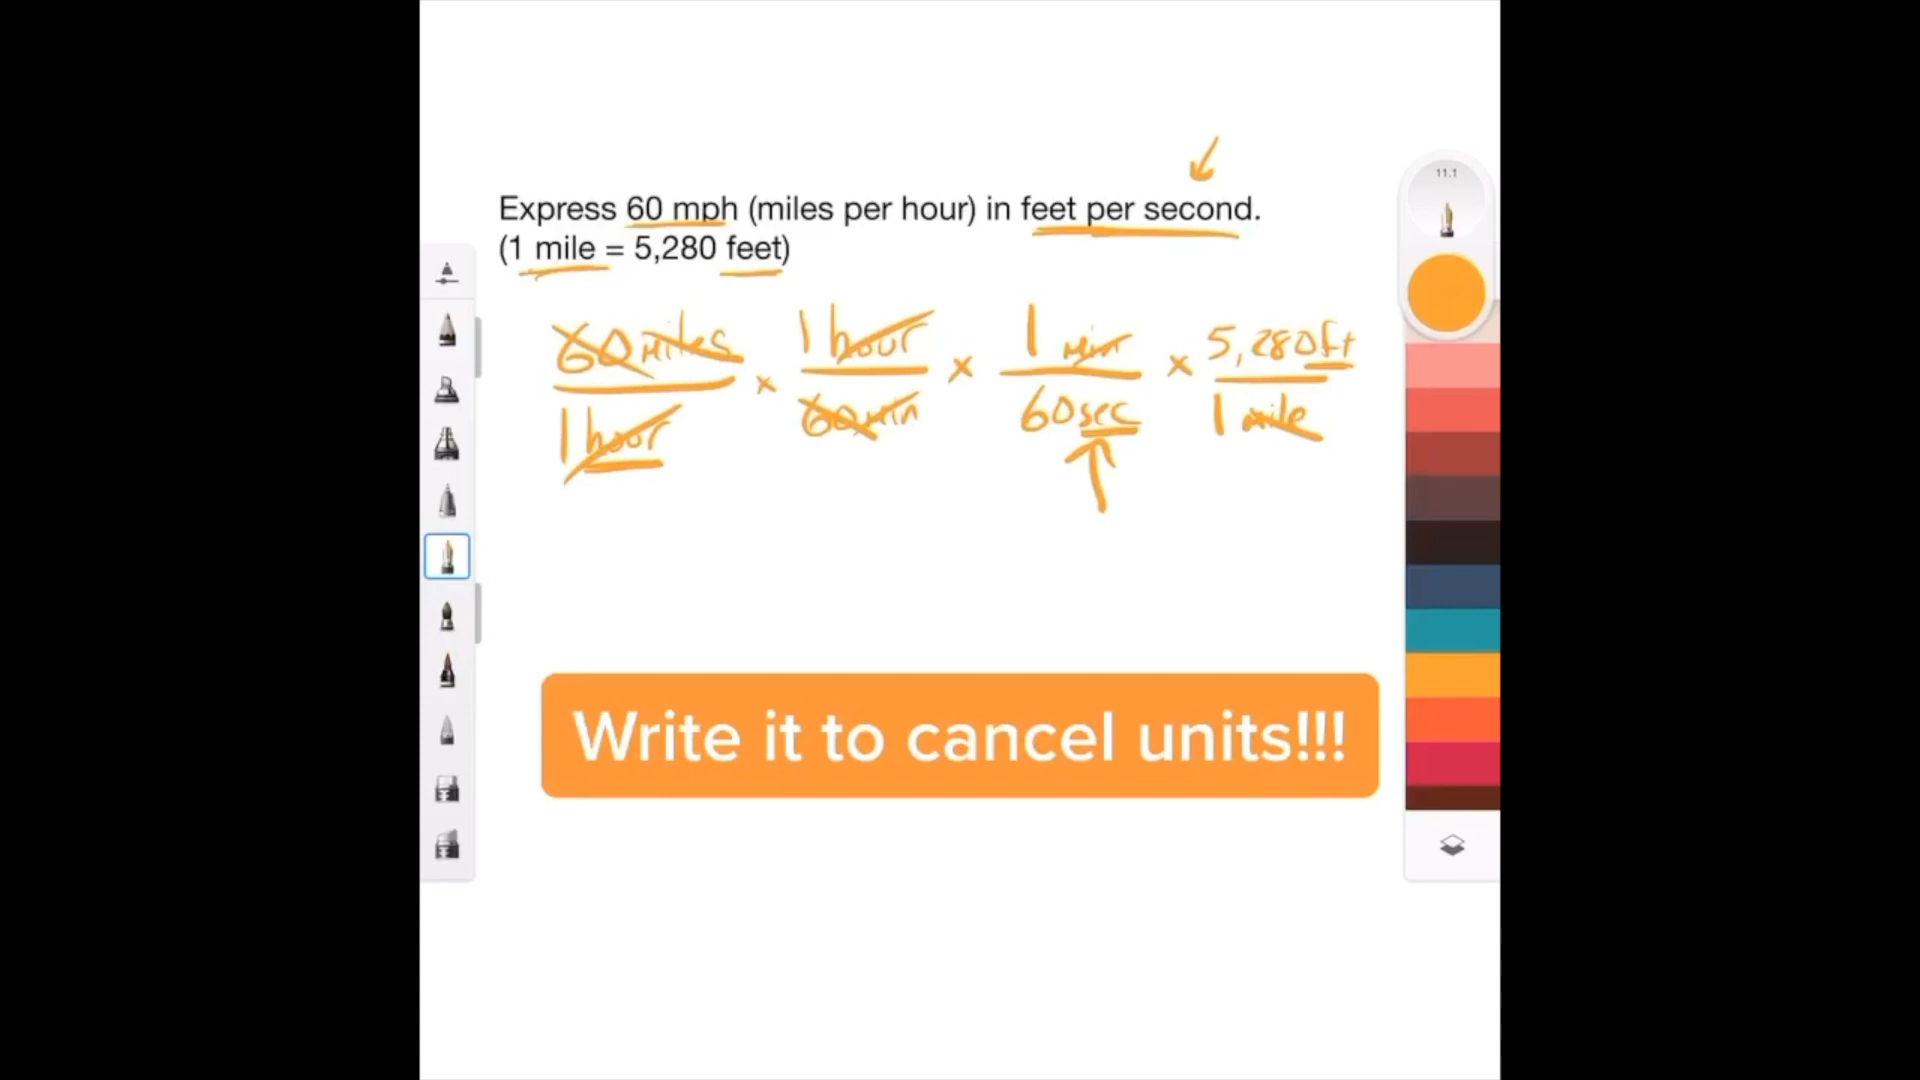 11.1
Express 60 mph (miles per hour) in feet per second.
(1 mile = 5,280 feet)
60 miles × 1 hour × 1 min × 5,280 ft
1 hour 60 min 60 sec 1 mile
Write it to cancel units!!!